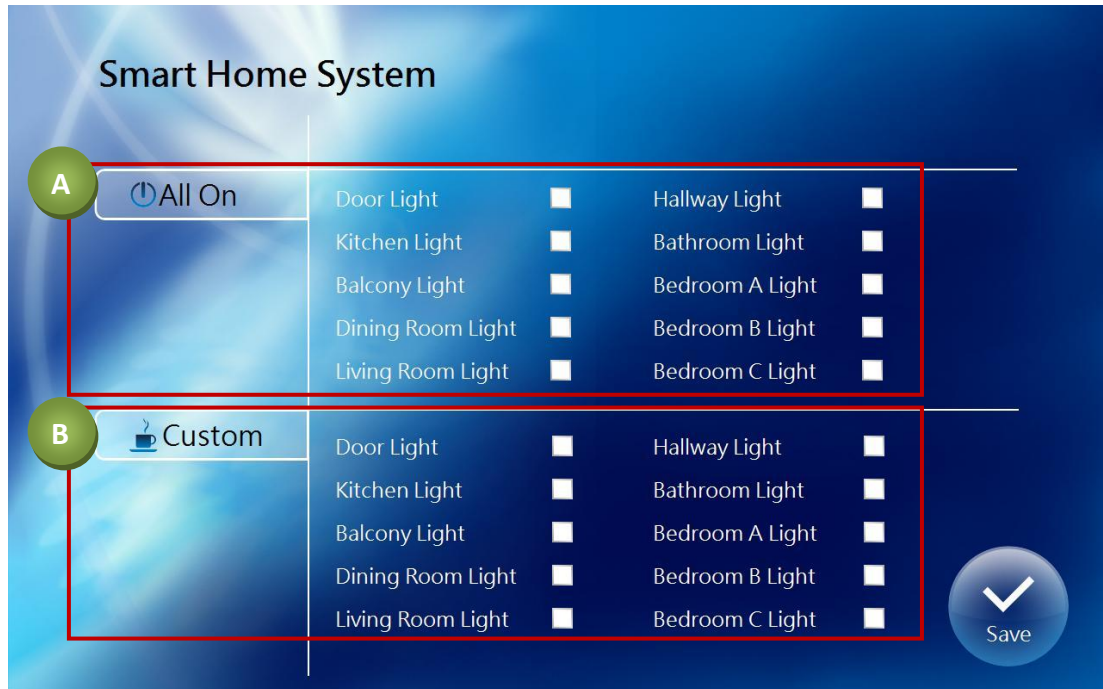 Smart Home System
A
All On
Door Light
Hallway Light
Kitchen Light
Bathroom Light
Balcony Light
Bedroom A Light
Dining Room Light
Bedroom B Light
Living Room Light
Bedroom C Light
B
Custom
Door Light
Hallway Light
Kitchen Light
Bathroom Light
Balcony Light
Bedroom A Light
Dining Room Light
Bedroom B Light
Living Room Light
Bedroom C Light
Save